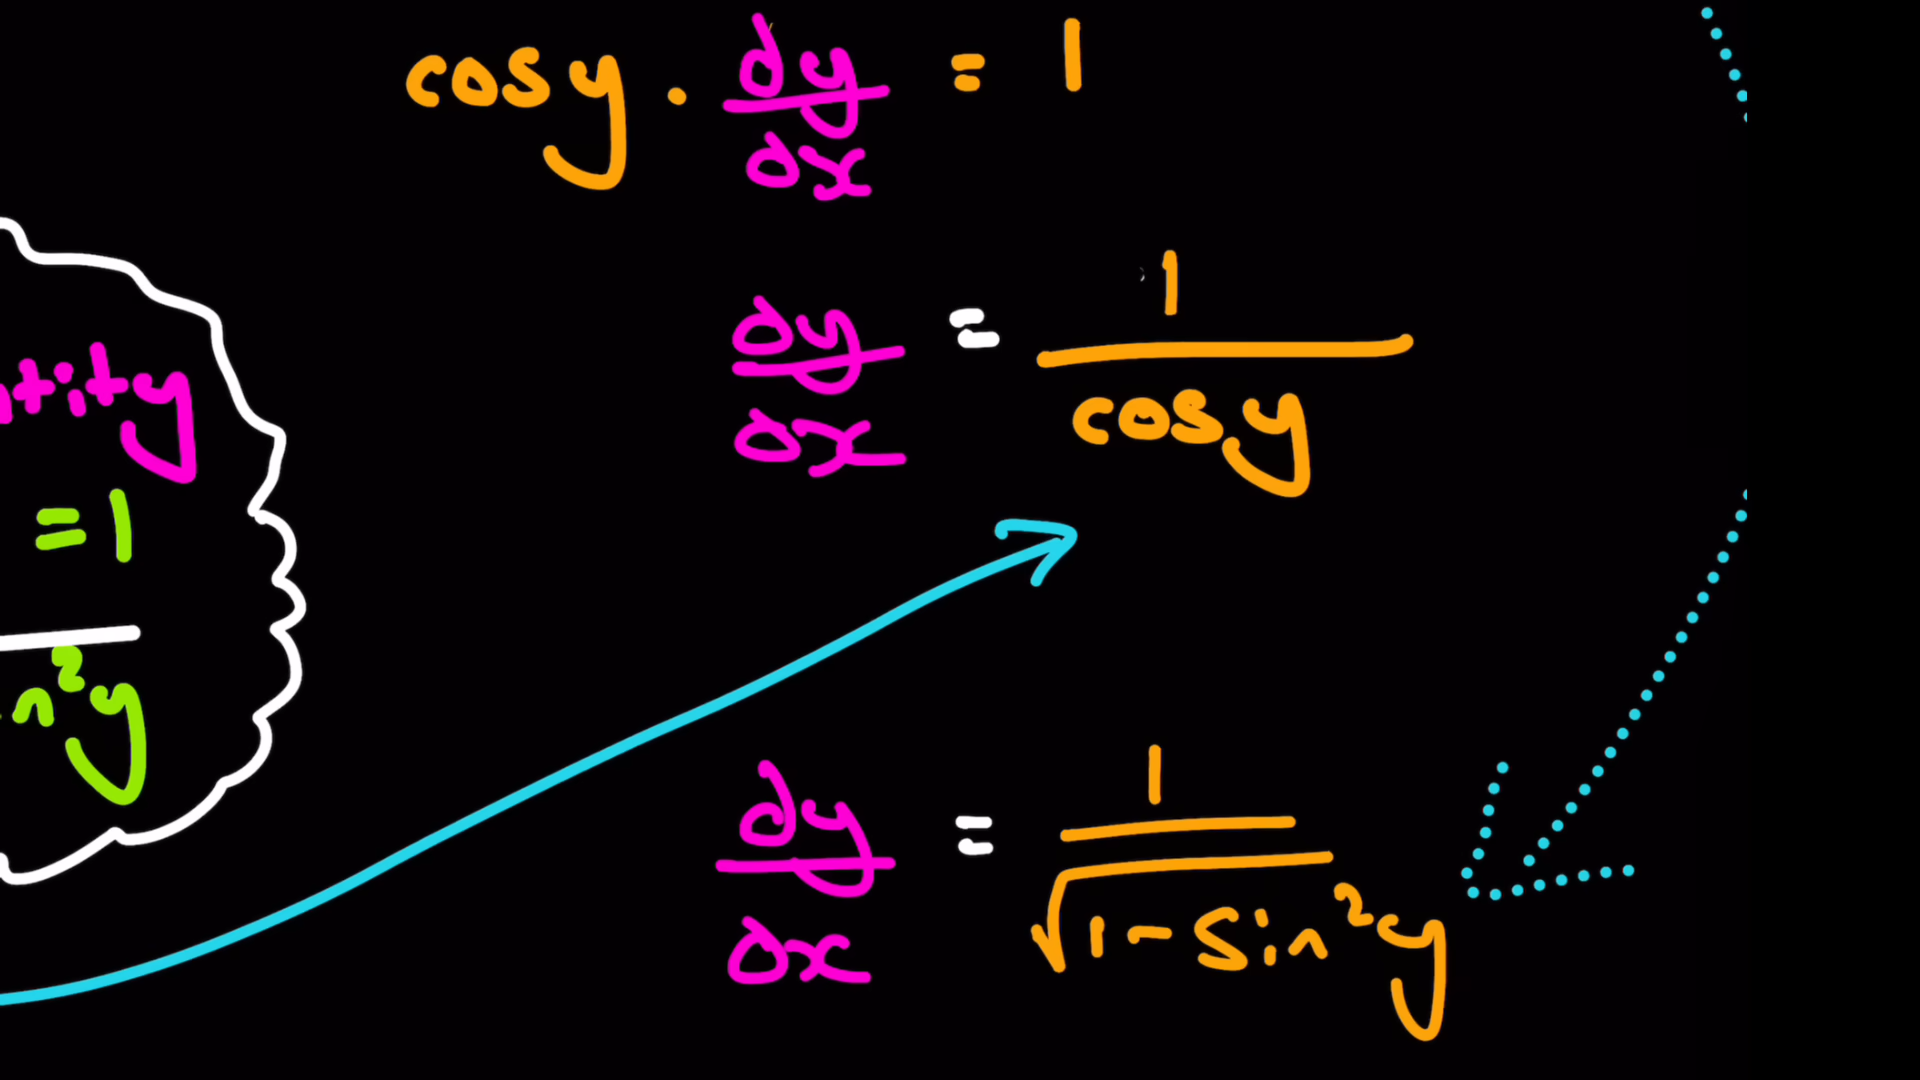 cosy · dy/dx = 1
dy/dx = 1/cosy
= 1
dy/dx = 1/√1-Sin²y